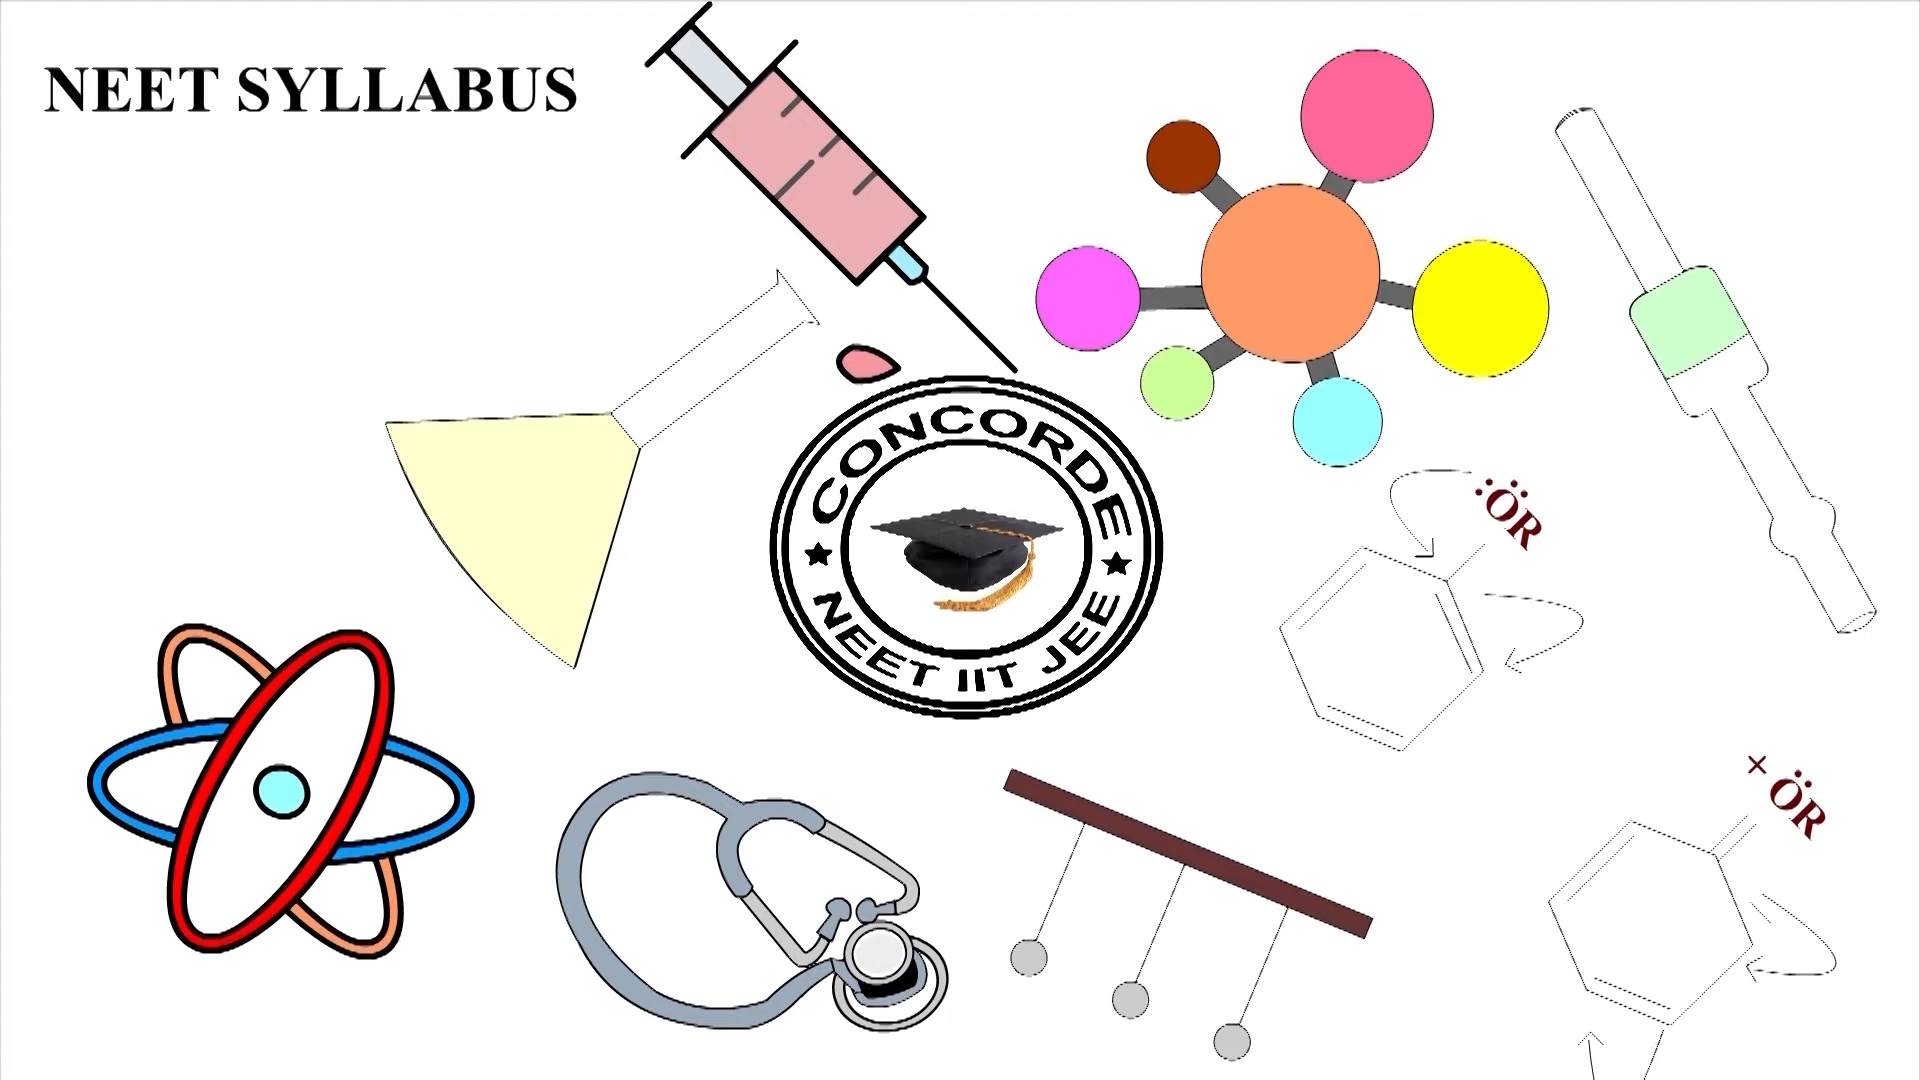 NEET SYLLABUS
CONCORDE
★ NEET IIT JEE ★
:ÖR
+ ÖR